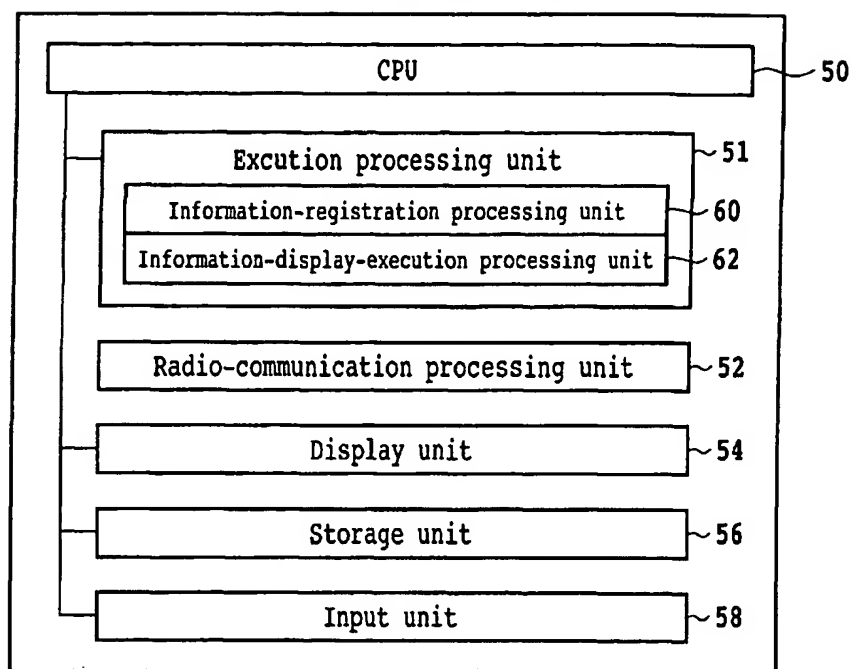 CPU 50
Excution processing unit 51
Information-registration processing unit 60
Information-display-execution processing unit 62
Radio-communication processing unit 52
Display unit 54
Storage unit 56
Input unit 58